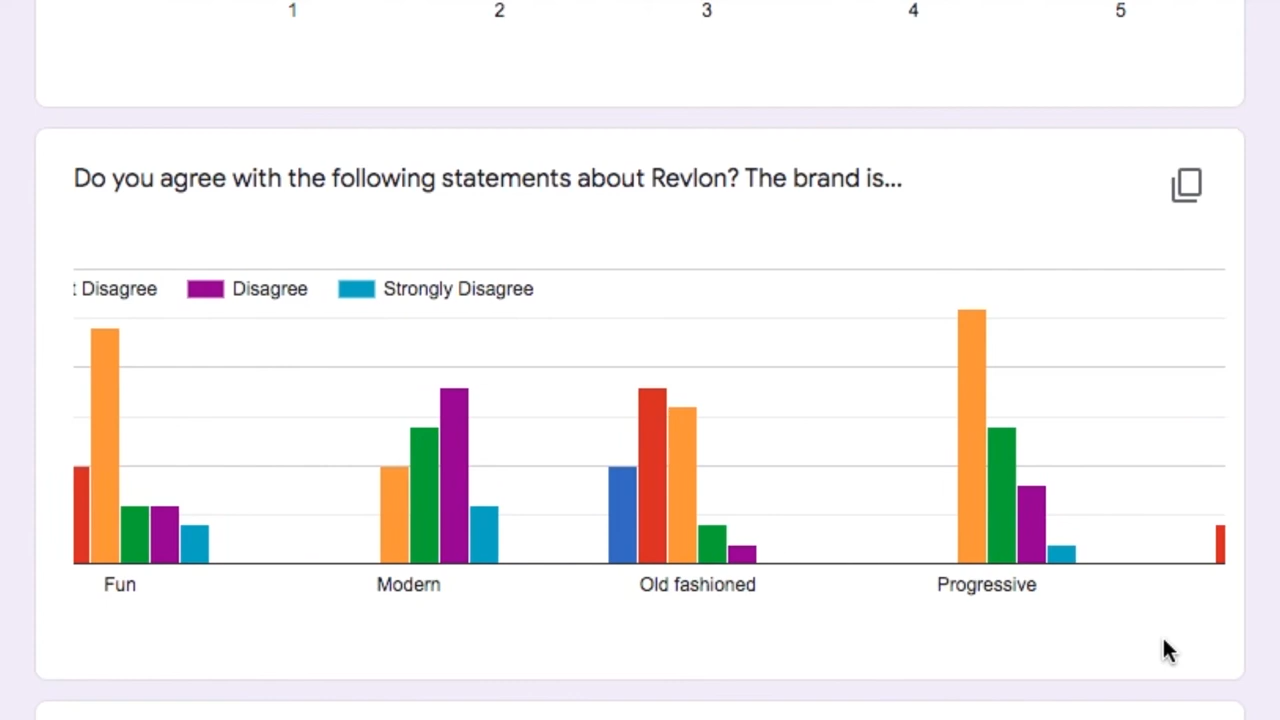 1 2 3 4 5
Do you agree with the following statements about Revlon? The brand is...
t Disagree Disagree Strongly Disagree
Fun Modern Old fashioned Progressive